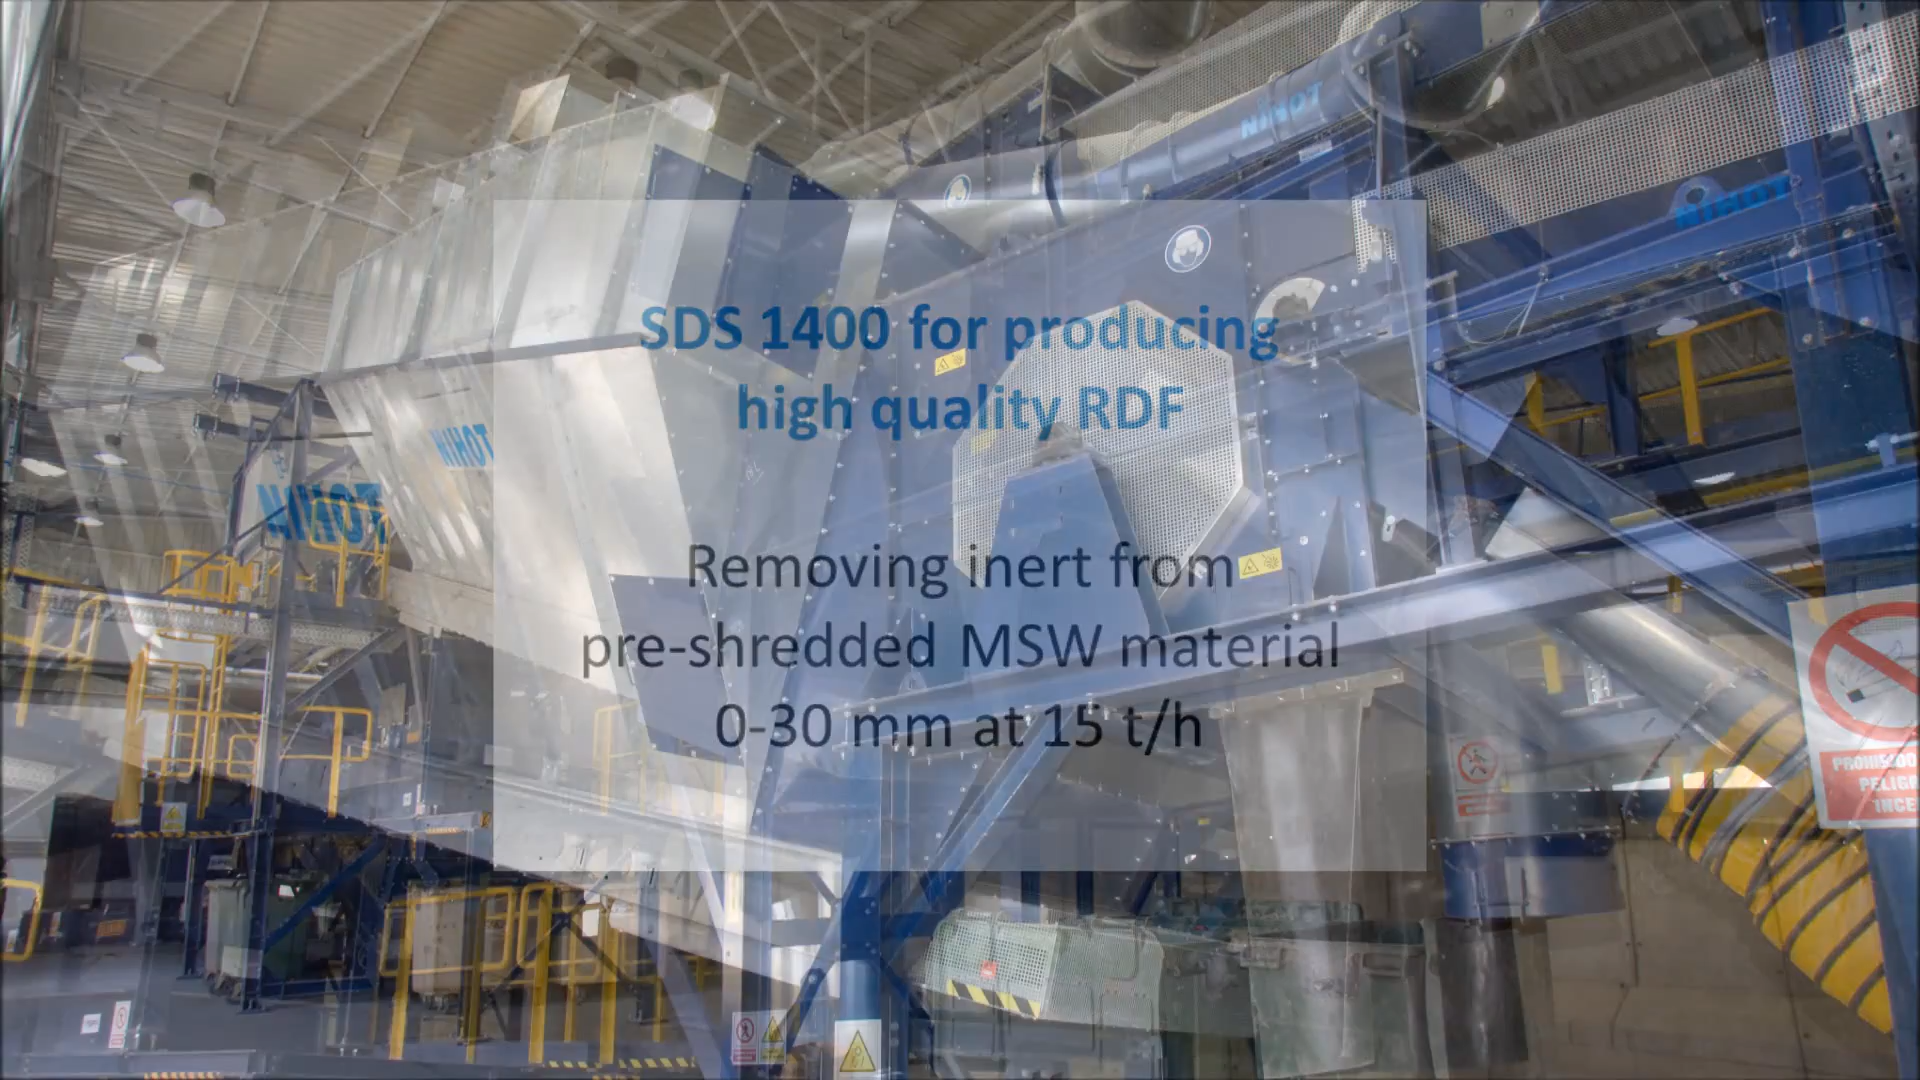 NIHOT
NIHOT
SDS 1400 for producing
high quality RDF
NIHOT
NIHOT
Removing inert from
pre-shredded MSW material
0-30 mm at 15 t/h